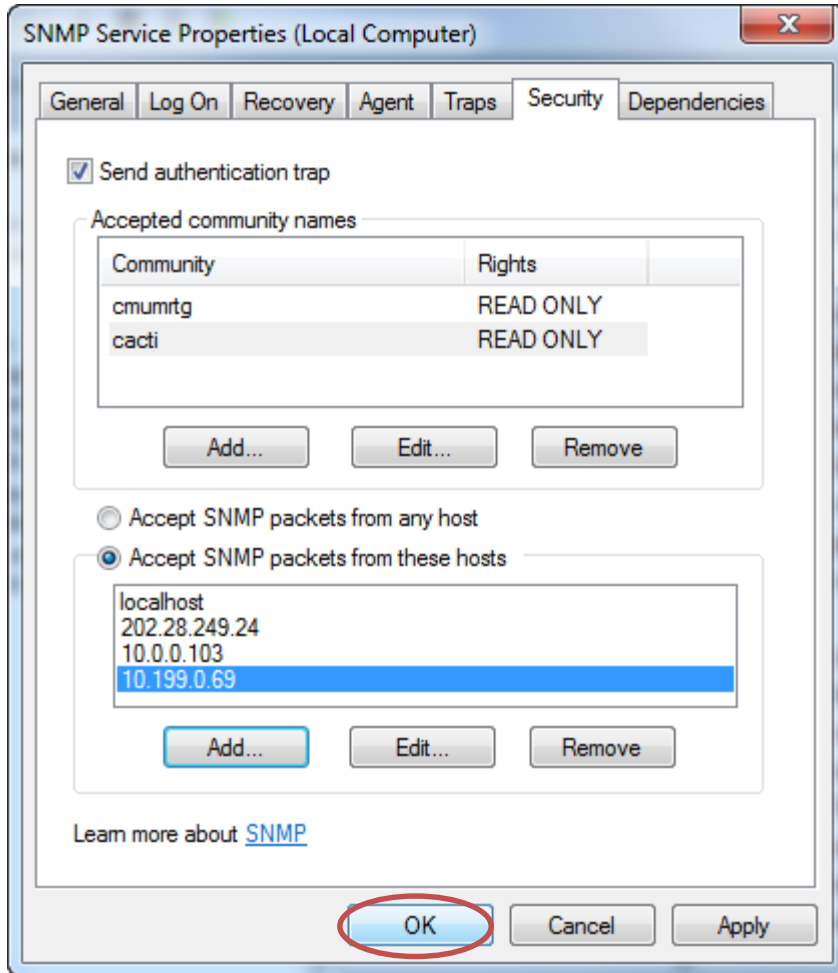 SNMP Service Properties (Local Computer)
General Log On Recovery Agent Traps Security Dependencies
Send authentication trap
Accepted community names
Community Rights
cmumrtg READ ONLY
cacti READ ONLY
Add... Edit... Remove
Accept SNMP packets from any host
Accept SNMP packets from these hosts
localhost
202.28.249.24
10.0.0.103
10.199.0.69
Add... Edit... Remove
Learn more about SNMP
OK Cancel Apply